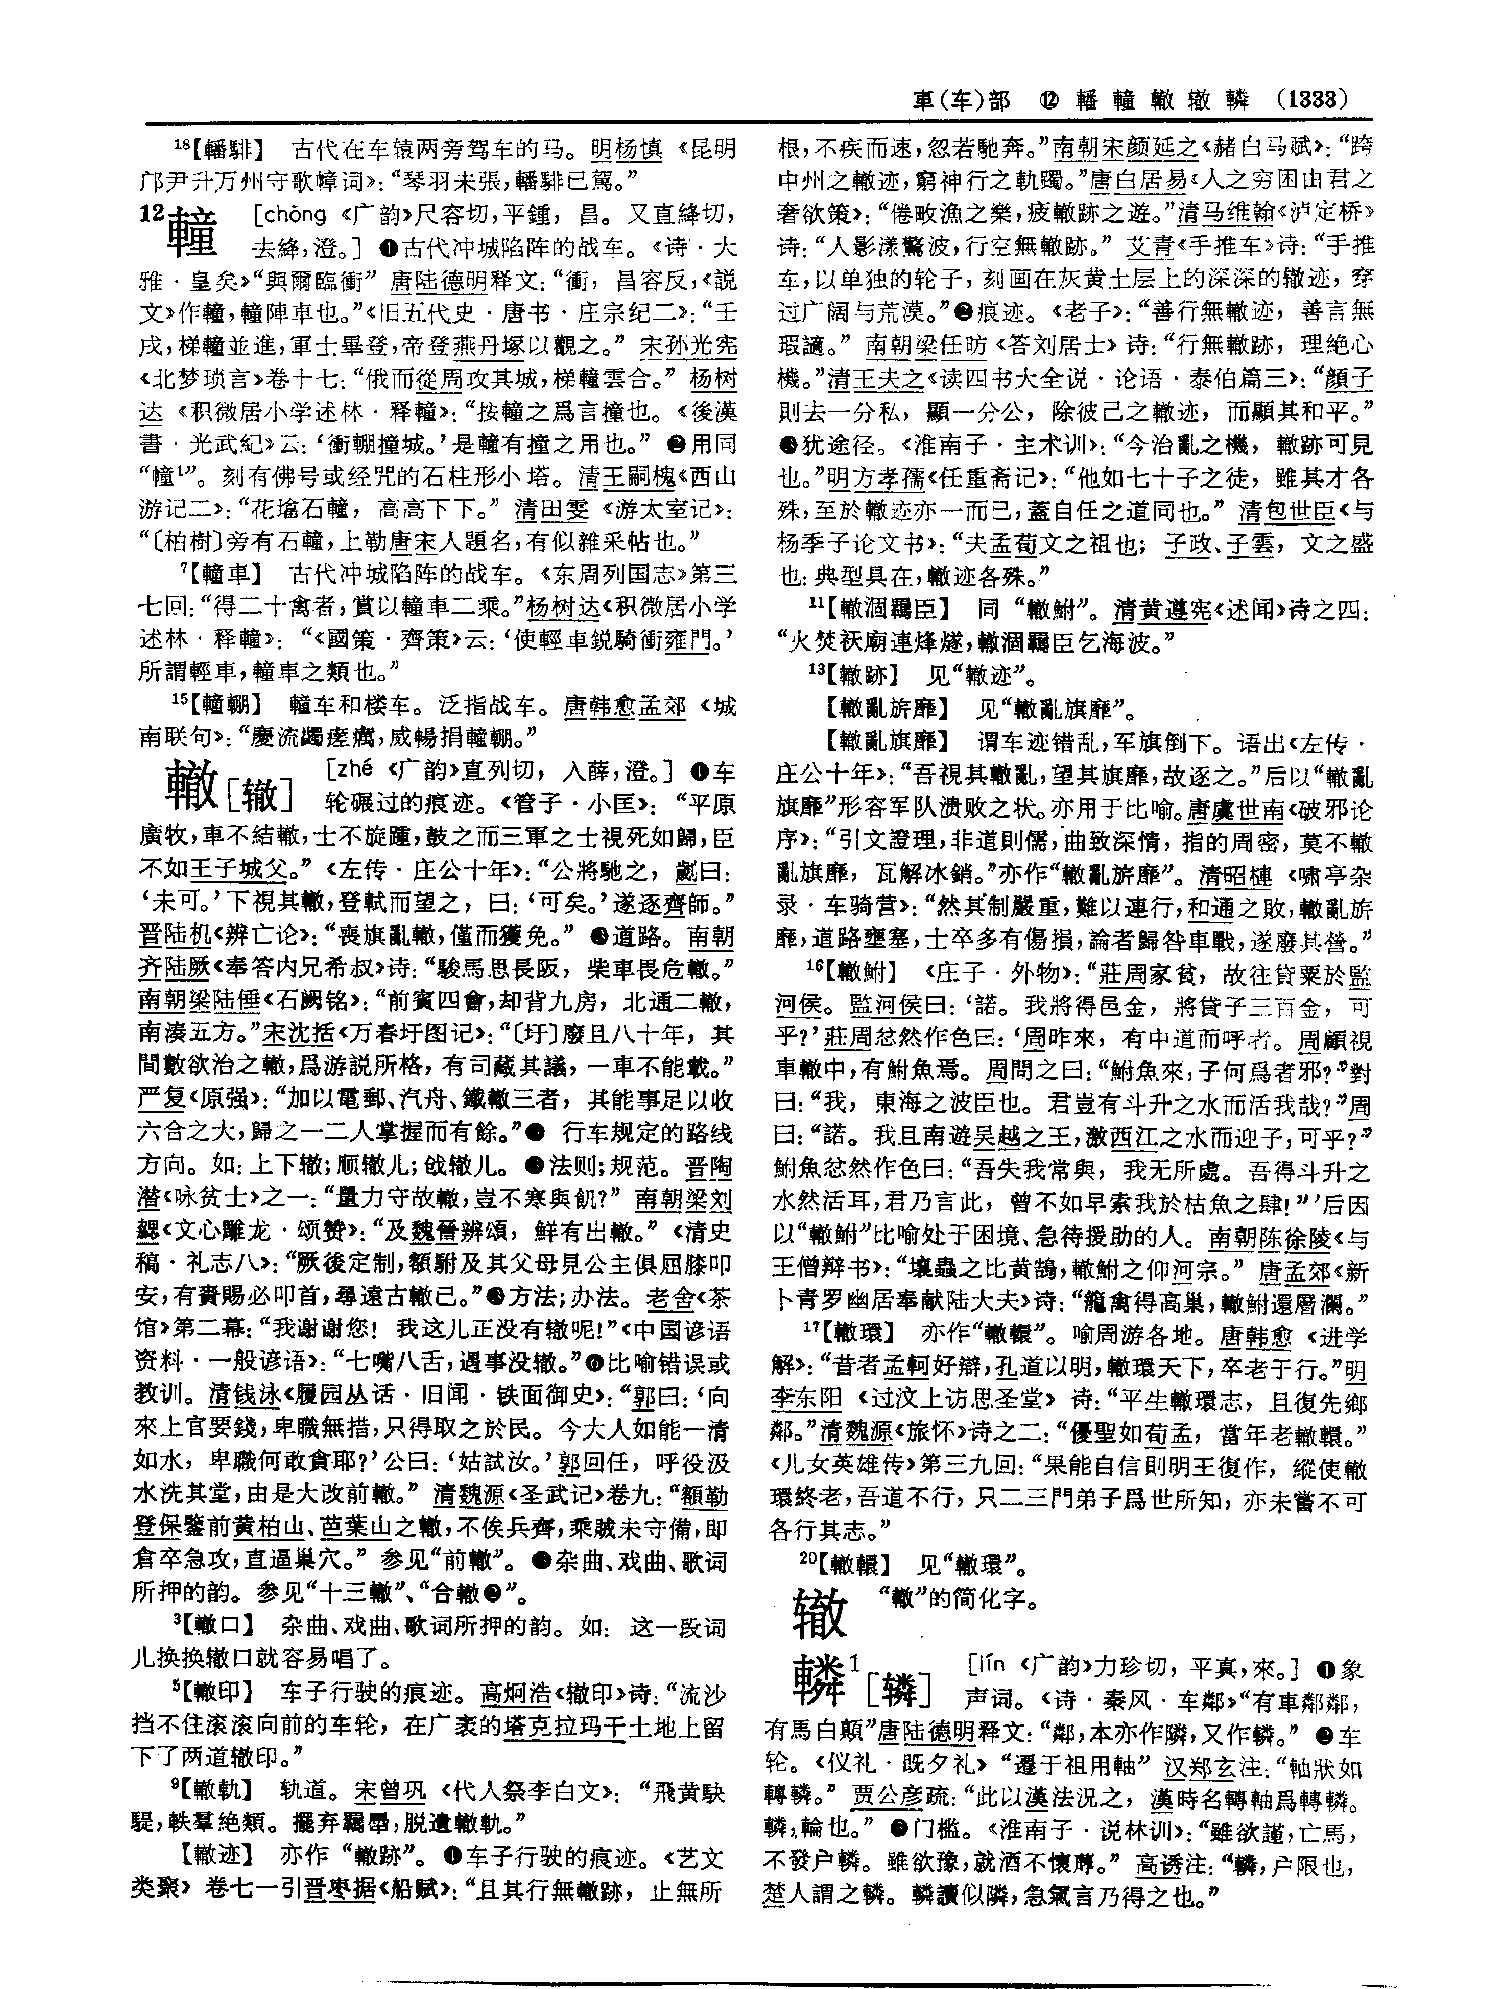 車(车)部 ⑫ 轓 䡴 轍 辙 轔 (1333)
18【轓騑】 古代在车辕两旁驾车的马。明杨慎《昆明
邝尹升万州守歌幛词》：“琴羽未張，轓騑已駕。”
12䡴 [chōng《广韵》尺容切，平鍾，昌。又直絳切，
去絳，澄。] ❶古代冲城陷阵的战车。《诗·大
雅·皇矣》“與爾臨衝” 唐陆德明释文：“衝，昌容反，《説
文》作䡴，䡴陣車也。”《旧五代史·唐书·庄宗纪二》：“壬
戌，梯䡴並進，軍士畢登，帝登燕丹塚以觀之。” 宋孙光宪
《北梦琐言》卷十七：“俄而從周攻其城，梯䡴雲合。” 杨树
达《积微居小学述林·释䡴》：“按䡴之爲言撞也。《後漢
書·光武紀》云：‘衝輣撞城。’是䡴有撞之用也。” ❷用同
“幢1”。刻有佛号或经咒的石柱形小塔。清王嗣槐《西山
游记二》：“花墖石䡴，高高下下。” 清田雯《游太室记》：
“〔柏樹〕旁有石䡴，上勒唐宋人題名，有似雜采帖也。”
7【䡴車】 古代冲城陷阵的战车。《东周列国志》第三
七回：“得二十禽者，賞以䡴車二乘。”杨树达《积微居小学
述林·释䡴》：“《國策·齊策》云：‘使輕車鋭騎衝雍門。’
所謂輕車，䡴車之類也。”
15【䡴輣】 䡴车和楼车。泛指战车。唐韩愈孟郊《城
南联句》：“慶流蠲瘥癘，威暢捐䡴輣。”
轍[辙] [zhé《广韵》直列切，入薛，澄。] ❶车
轮碾过的痕迹。《管子·小匡》：“平原
廣牧，車不結轍，士不旋踵，鼓之而三軍之士視死如歸，臣
不如王子城父。”《左传·庄公十年》：“公將馳之，劌曰：
‘未可。’下視其轍，登軾而望之，曰：‘可矣。’遂逐齊師。”
晋陆机《辨亡论》：“喪旗亂轍，僅而獲免。” ❷道路。南朝
齐陆厥《奉答内兄希叔》诗：“駿馬思長阪，柴車畏危轍。”
南朝梁陆倕《石阙铭》：“前賓四會，却背九房，北通二轍，
南湊五方。”宋沈括《万春圩图记》：“〔圩〕廢且八十年，其
間數欲治之轍，爲游説所格，有司藏其議，一車不能載。”
严复《原强》：“加以電郵、汽舟、鐵轍三者，其能事足以收
六合之大，歸之一二人掌握而有餘。”❸ 行车规定的路线
方向。如：上下辙；顺辙儿；戗辙儿。❹法则；规范。晋陶
潜《咏贫士》之一：“量力守故轍，豈不寒與飢？” 南朝梁刘
勰《文心雕龙·颂赞》：“及魏晉辨頌，鮮有出轍。”《清史
稿·礼志八》：“厥後定制，額駙及其父母見公主俱屈膝叩
安，有賚賜必叩首，尋遠古轍已。”❺方法；办法。老舍《茶
馆》第二幕：“我谢谢您！我这儿正没有辙呢！”《中国谚语
资料·一般谚语》：“七嘴八舌，遇事没辙。”❻比喻错误或
教训。清钱泳《履园丛话·旧闻·铁面御史》：“郭曰：‘向
來上官要錢，卑職無措，只得取之於民。今大人如能一清
如水，卑職何敢貪耶？’公曰：‘姑試汝。’郭回任，呼役汲
水洗其堂，由是大改前轍。” 清魏源《圣武记》卷九：“額勒
登保鑒前黄柏山、芭葉山之轍，不俟兵齊，乘賊未守備，即
倉卒急攻，直逼巢穴。” 参见“前轍”。❼杂曲、戏曲、歌词
所押的韵。参见“十三轍”、“合轍❷”。
3【轍口】 杂曲、戏曲、歌词所押的韵。如：这一段词
儿换换辙口就容易唱了。
5【轍印】 车子行驶的痕迹。高炯浩《辙印》诗：“流沙
挡不住滚滚向前的车轮，在广袤的塔克拉玛干土地上留
下了两道辙印。”
9【轍軌】 轨道。宋曾巩《代人祭李白文》：“飛黄駃
騠，軼羣絶類。擺弃羈馽，脱遺轍軌。”
【轍迹】 亦作“轍跡”。❶车子行驶的痕迹。《艺文
类聚》卷七一引晋枣据《船赋》：“且其行無轍跡，止無所
根，不疾而速，忽若馳奔。”南朝宋颜延之《赭白马赋》：“跨
中州之轍迹，窮神行之軌躅。”唐白居易《人之穷困由君之
奢欲策》：“倦畋漁之樂，疲轍跡之遊。”清马维翰《泸定桥》
诗：“人影漾驚波，行空無轍跡。” 艾青《手推车》诗：“手推
车，以单独的轮子，刻画在灰黄土层上的深深的辙迹，穿
过广阔与荒漠。”❷痕迹。《老子》：“善行無轍迹，善言無
瑕讁。” 南朝梁任昉《答刘居士》诗：“行無轍跡，理絶心
機。”清王夫之《读四书大全说·论语·泰伯篇三》：“顏子
則去一分私，顯一分公，除彼己之轍迹，而顯其和平。”
❸犹途径。《淮南子·主术训》：“今治亂之機，轍跡可見
也。”明方孝孺《任重斋记》：“他如七十子之徒，雖其才各
殊，至於轍迹亦一而已，蓋自任之道同也。” 清包世臣《与
杨季子论文书》：“夫孟荀文之祖也；子政、子雲，文之盛
也：典型具在，轍迹各殊。”
11【轍涸羈臣】 同“轍鮒”。清黄遵宪《述闻》诗之四：
“火焚祆廟連烽燧，轍涸羈臣乞海波。”
13【轍跡】 见“轍迹”。
【轍亂旂靡】 见“轍亂旗靡”。
【轍亂旗靡】 谓车迹错乱，军旗倒下。语出《左传·
庄公十年》：“吾視其轍亂，望其旗靡，故逐之。”后以“轍亂
旗靡”形容军队溃败之状。亦用于比喻。唐虞世南《破邪论
序》：“引文證理，非道則儒，曲致深情，指的周密，莫不轍
亂旗靡，瓦解冰銷。”亦作“轍亂旂靡”。清昭槤《啸亭杂
录·车骑营》：“然其制嚴重，難以連行，和通之敗，轍亂旂
靡，道路壅塞，士卒多有傷損，論者歸咎車戰，遂廢其營。”
16【轍鮒】 《庄子·外物》：“莊周家貧，故往貸粟於監
河侯。監河侯曰：‘諾。我將得邑金，將貸子三百金，可
乎？’莊周忿然作色曰：‘周昨來，有中道而呼者。周顧視
車轍中，有鮒魚焉。周問之曰：“鮒魚來，子何爲者邪？”對
曰：“我，東海之波臣也。君豈有斗升之水而活我哉？”周
曰：“諾。我且南遊吴越之王，激西江之水而迎子，可乎？”
鮒魚忿然作色曰：“吾失我常與，我无所處。吾得斗升之
水然活耳，君乃言此，曾不如早索我於枯魚之肆！”’后因
以“轍鮒”比喻处于困境、急待援助的人。南朝陈徐陵《与
王僧辩书》：“壤蟲之比黄鵠，轍鮒之仰河宗。” 唐孟郊《新
卜青罗幽居奉献陆大夫》诗：“籠禽得高巢，轍鮒還層瀾。”
17【轍環】 亦作“轍轘”。喻周游各地。唐韩愈《进学
解》：“昔者孟軻好辯，孔道以明，轍環天下，卒老于行。”明
李东阳《过汶上访思圣堂》诗：“平生轍環志，且復先鄉
鄰。”清魏源《旅怀》诗之二：“優聖如荀孟，當年老轍轘。”
《儿女英雄传》第三九回：“果能自信則明王復作，縱使轍
環終老，吾道不行，只二三門弟子爲世所知，亦未嘗不可
各行其志。”
20【轍轘】 见“轍環”。
辙 “轍”的简化字。
轔1[辚] [lín《广韵》力珍切，平真，來。] ❶象
声词。《诗·秦风·车邻》“有車鄰鄰，
有馬白顛”唐陆德明释文：“鄰，本亦作隣，又作轔。” ❷车
轮。《仪礼·既夕礼》“遷于祖用軸” 汉郑玄注：“軸狀如
轉轔。” 贾公彦疏：“此以漢法況之，漢時名轉軸爲轉轔。
轔，輪也。” ❸门槛。《淮南子·说林训》：“雖欲謹，亡馬，
不發户轔。雖欲豫，就酒不懷蓐。” 高诱注：“轔，户限也，
楚人謂之轔。轔讀似隣，急氣言乃得之也。”